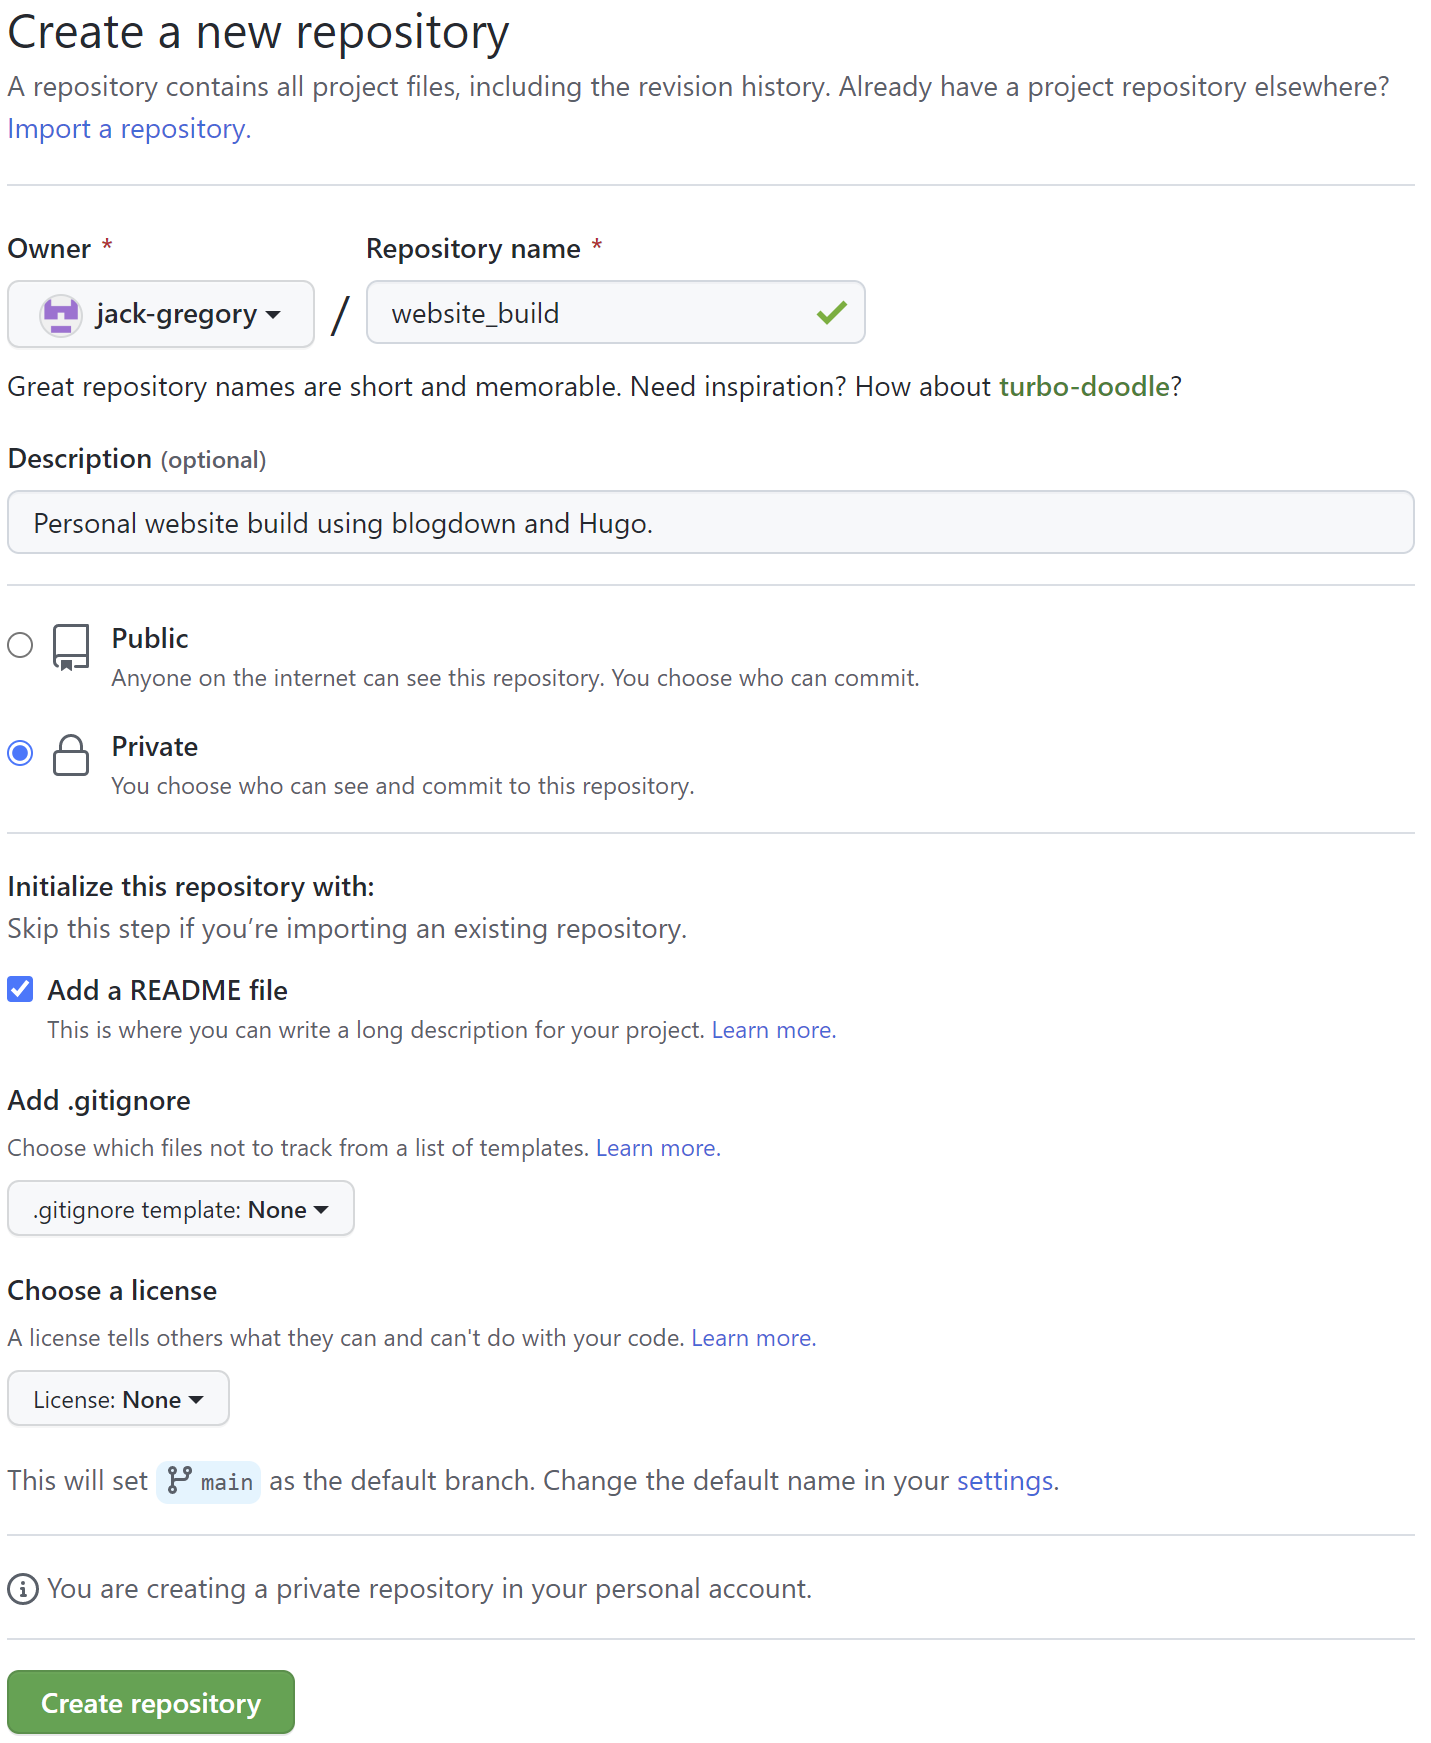 Create a new repository
A repository contains all project files, including the revision history. Already have a project repository elsewhere?
Import a repository.
Owner * Repository name *
jack-gregory / website_build
Great repository names are short and memorable. Need inspiration? How about turbo-doodle?
Description (optional)
Personal website build using blogdown and Hugo.
Public
Anyone on the internet can see this repository. You choose who can commit.
Private
You choose who can see and commit to this repository.
Initialize this repository with:
Skip this step if you’re importing an existing repository.
Add a README file
This is where you can write a long description for your project. Learn more.
Add .gitignore
Choose which files not to track from a list of templates. Learn more.
.gitignore template: None
Choose a license
A license tells others what they can and can't do with your code. Learn more.
License: None
This will set main as the default branch. Change the default name in your settings.
You are creating a private repository in your personal account.
Create repository